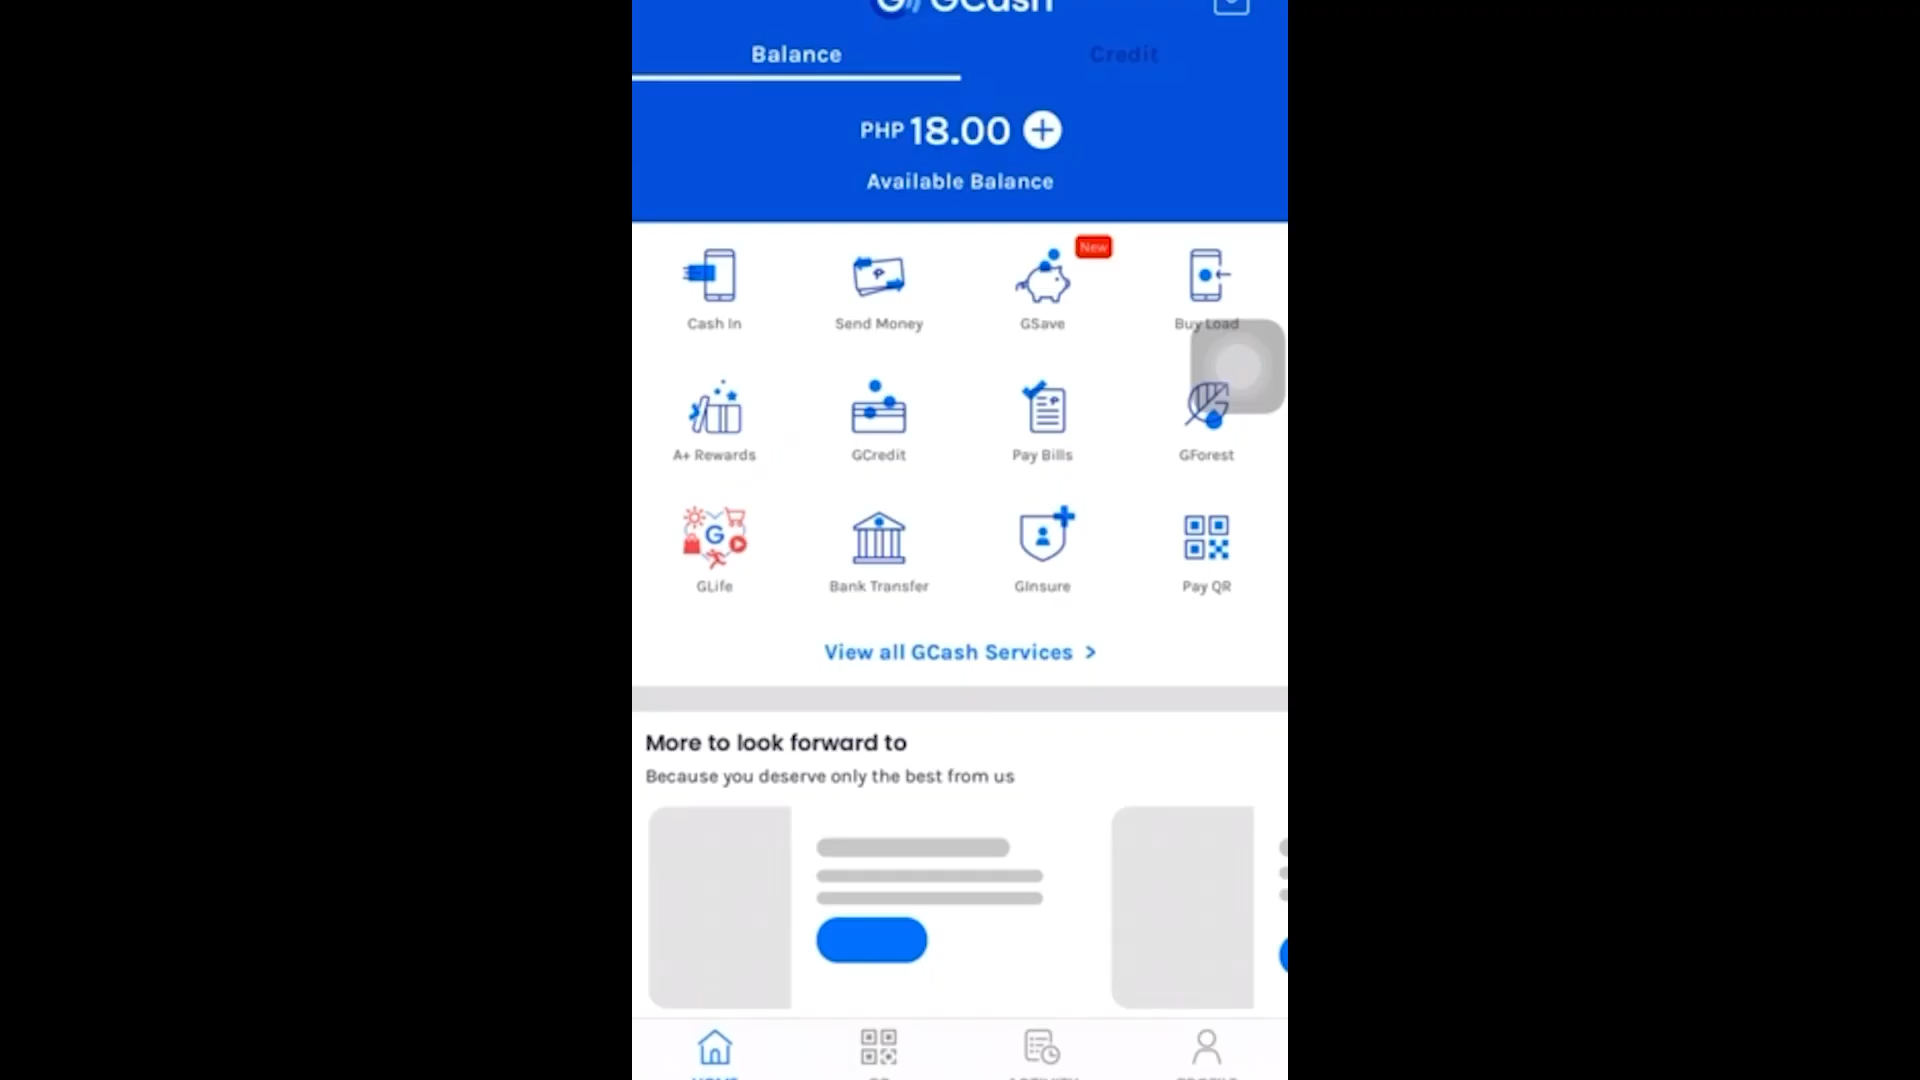 GCash
Balance
Credit
PHP 18.00
Available Balance
New
Cash In
Send Money
GSave
Buy Load
A+ Rewards
GCredit
Pay Bills
GForest
GLife
Bank Transfer
GInsure
Pay QR
View all GCash Services >
More to look forward to
Because you deserve only the best from us